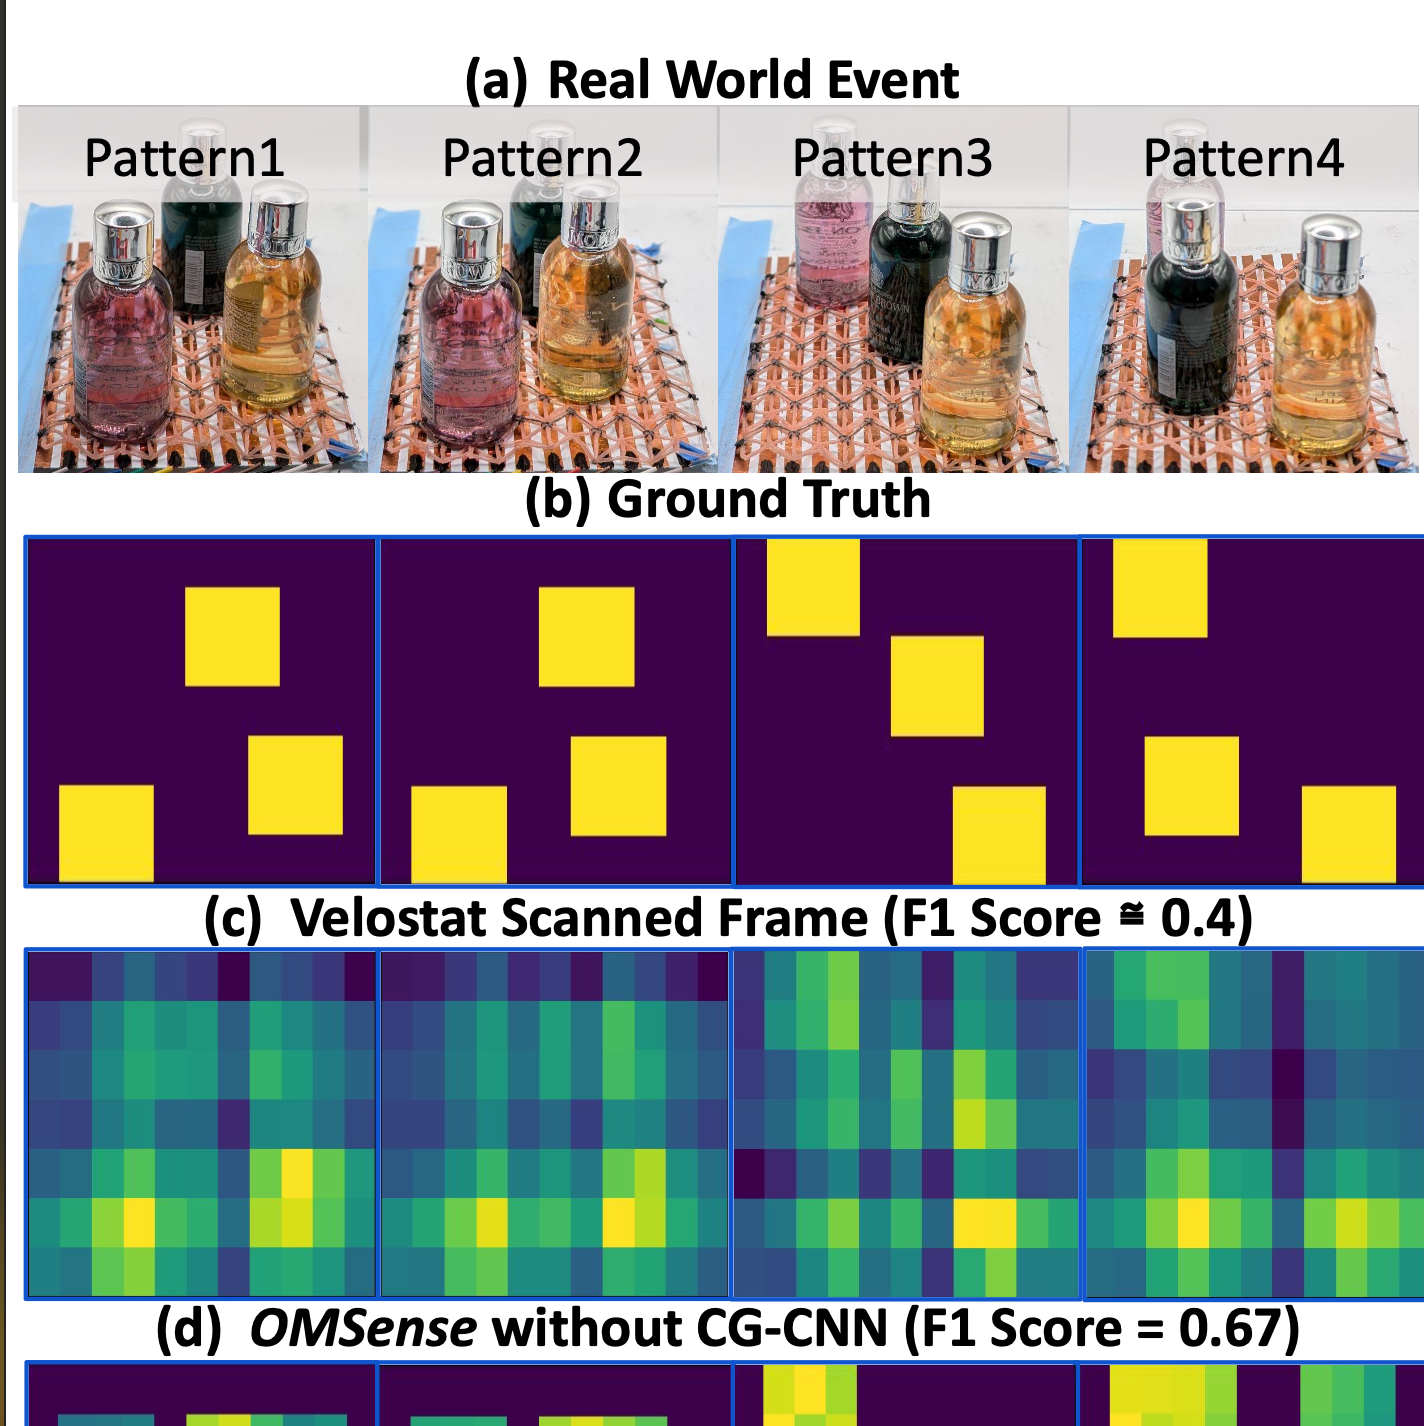 (a) Real World Event
Pattern1 Pattern2 Pattern3 Pattern4
(b) Ground Truth
(c) Velostat Scanned Frame (F1 Score ≅ 0.4)
(d) OMSense without CG-CNN (F1 Score = 0.67)